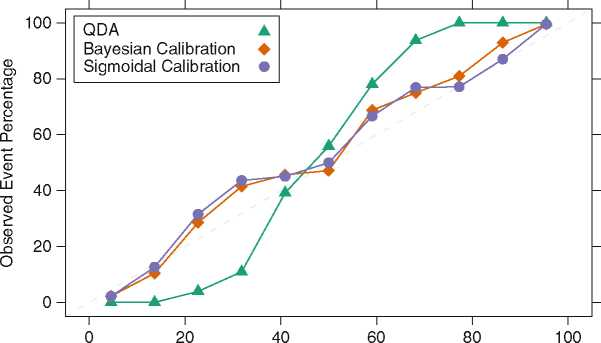 100
80
60
40
20
0
Observed Event Percentage
QDA
Bayesian Calibration
Sigmoidal Calibration
0 20 40 60 80 100